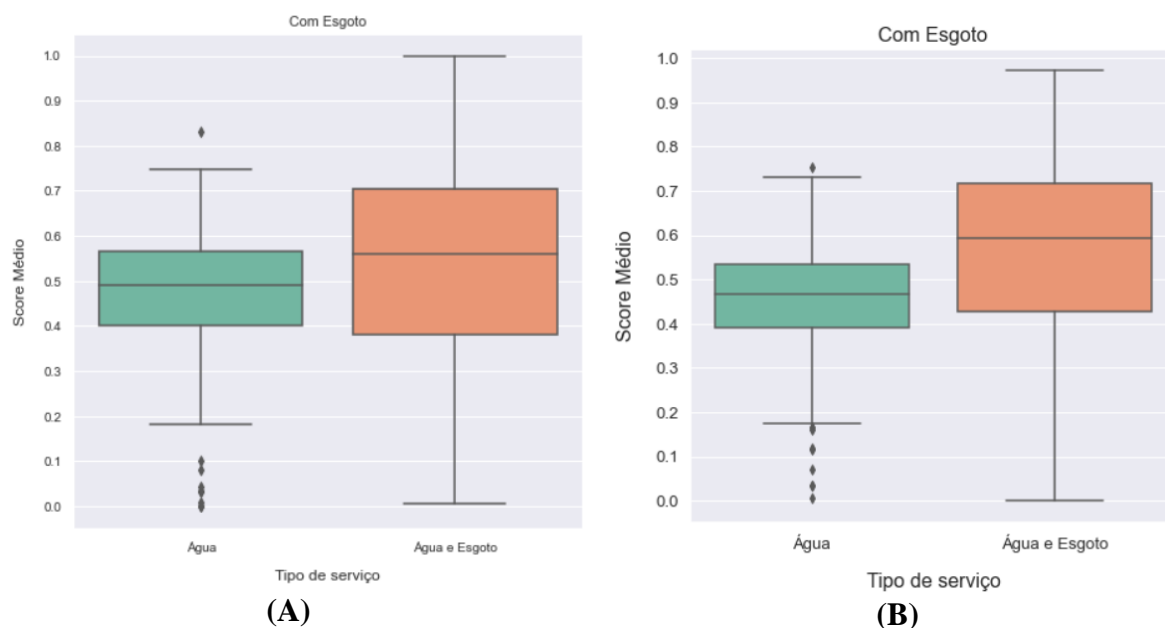 Com Esgoto
1.0
0.9
0.8
0.7
0.6
0.5
0.4
0.3
0.2
0.1
0.0
Score Médio
Água
Água e Esgoto
Tipo de serviço
(A)
Com Esgoto
1.0
0.9
0.8
0.7
0.6
0.5
0.4
0.3
0.2
0.1
0.0
Score Médio
Água
Água e Esgoto
Tipo de serviço
(B)